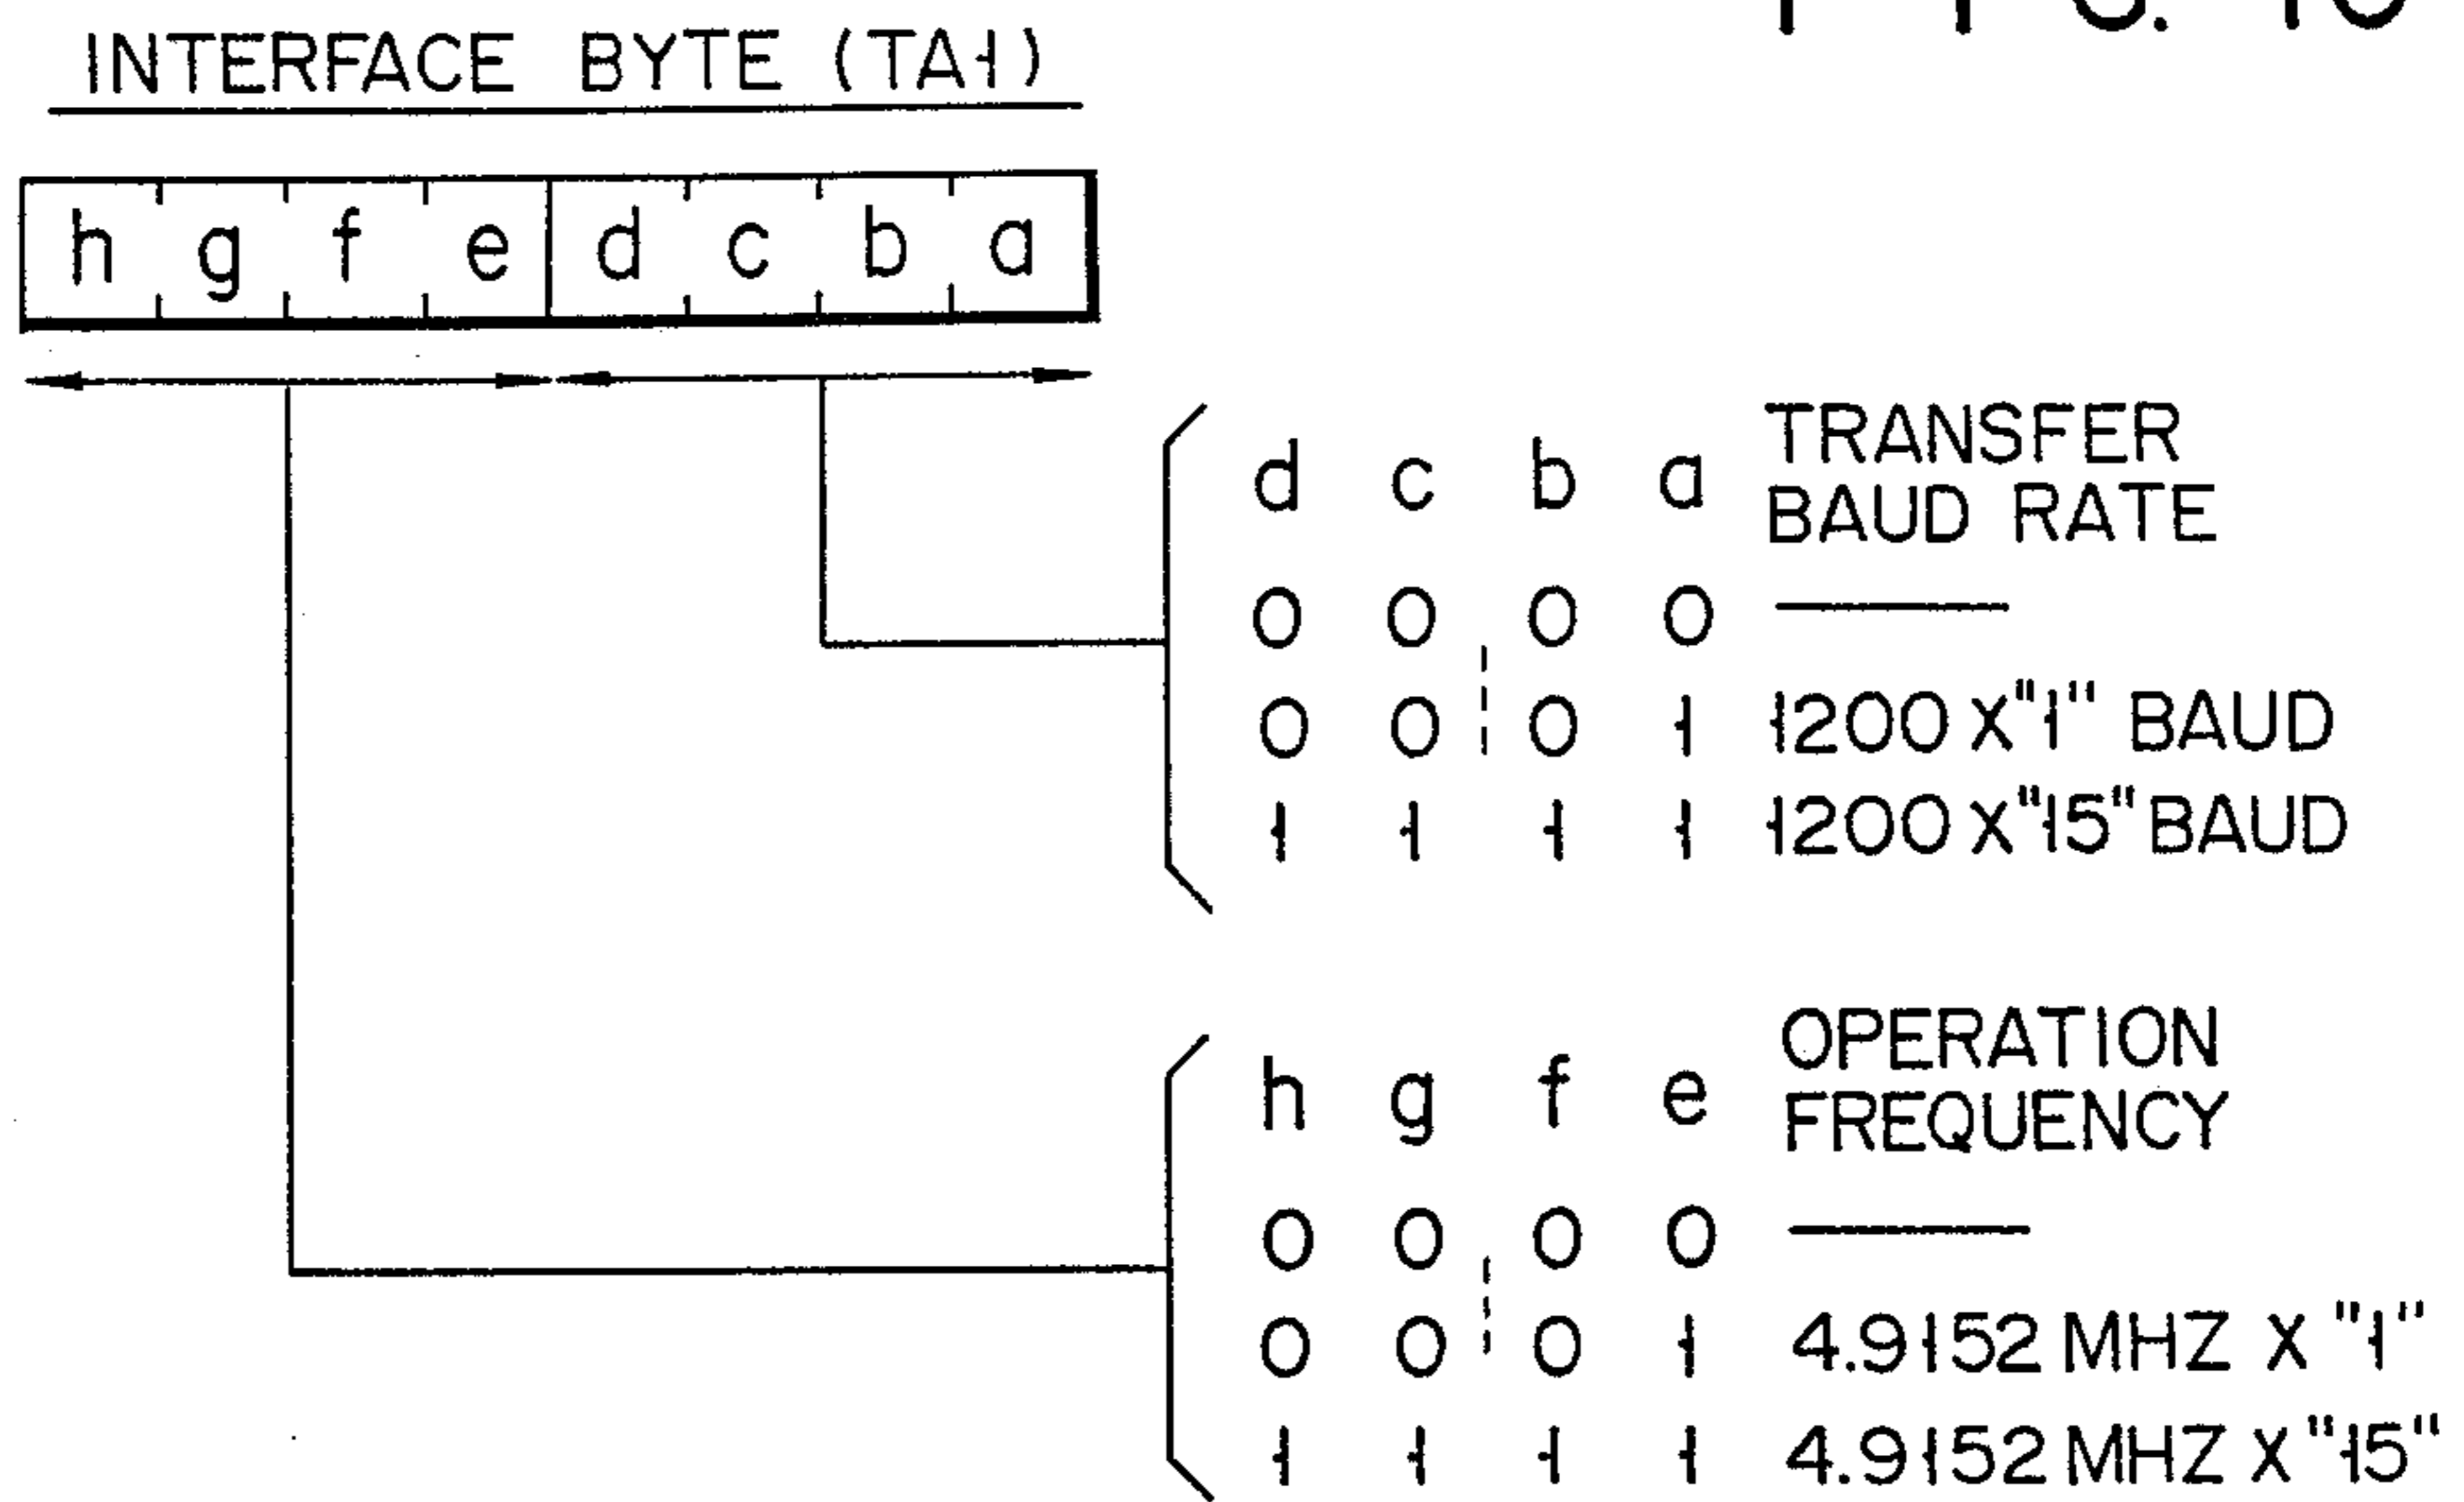 INTERFACE BYTE (TA1)
h g f e d c b a
d c b a TRANSFER BAUD RATE
0 0 0 0 ———
0 0 0 1 1200 X "1" BAUD
1 1 1 1 1200 X "15" BAUD
h g f e OPERATION FREQUENCY
0 0 0 0 ———
0 0 0 1 4.9152 MHZ X "1"
1 1 1 1 4.9152 MHZ X "15"